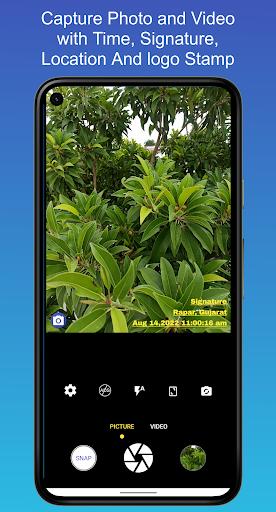 Capture Photo and Video
with Time, Signature,
Location And logo Stamp
Signature
Rapar, Gujarat
Aug 14,2022 11:00:16 am
A
PICTURE
VIDEO
SNAP